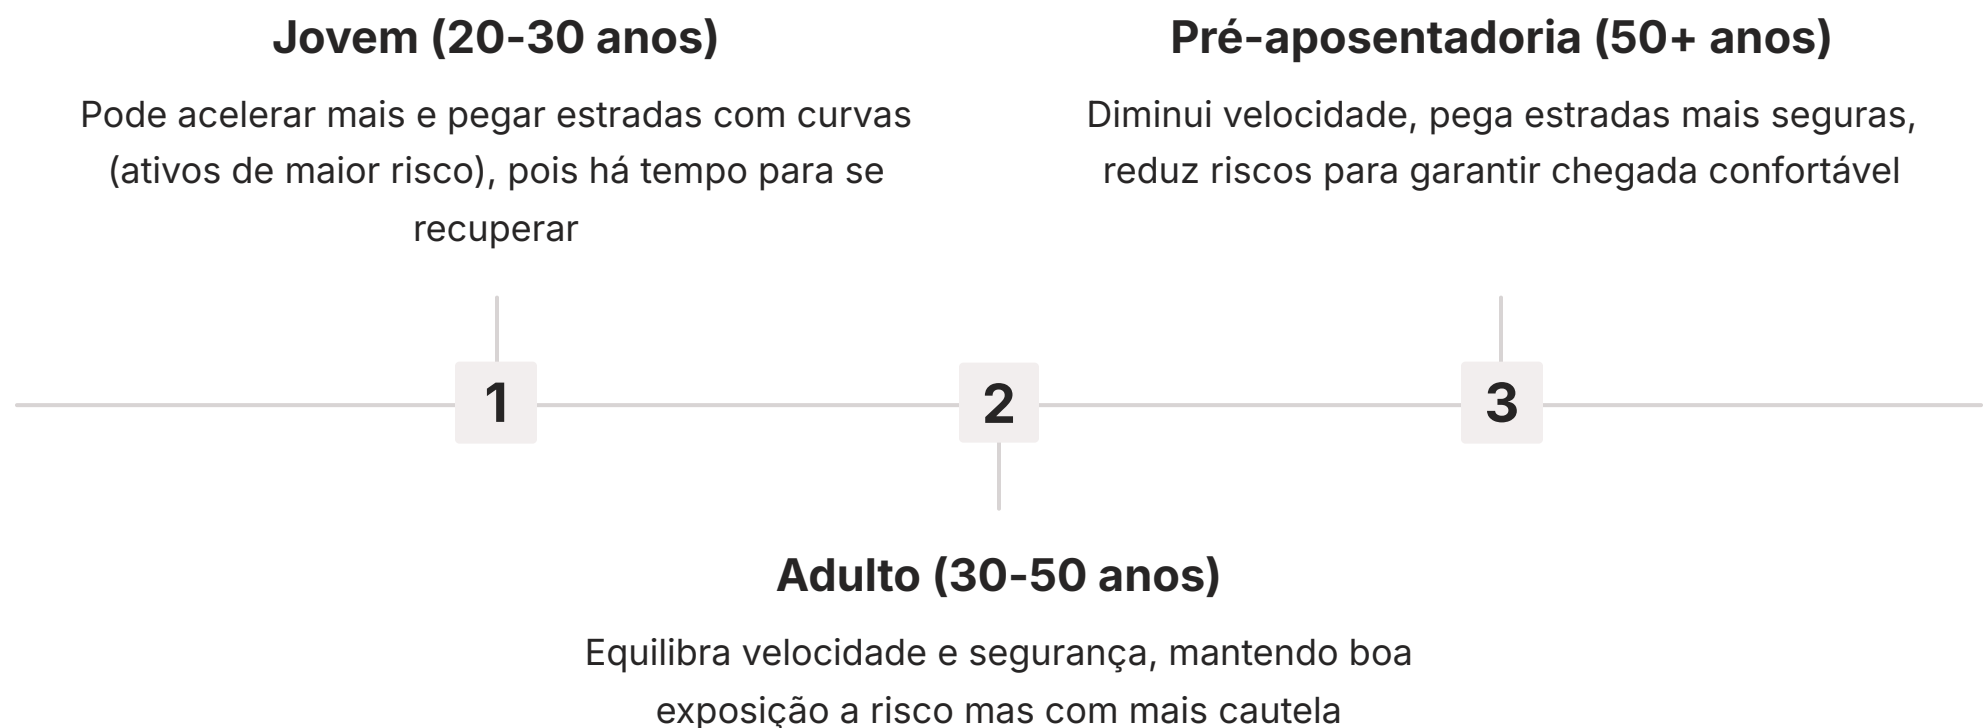 Jovem (20-30 anos)
Pode acelerar mais e pegar estradas com curvas
(ativos de maior risco), pois há tempo para se
recuperar
Pré-aposentadoria (50+ anos)
Diminui velocidade, pega estradas mais seguras,
reduz riscos para garantir chegada confortável
1
2
3
Adulto (30-50 anos)
Equilibra velocidade e segurança, mantendo boa
exposição a risco mas com mais cautela